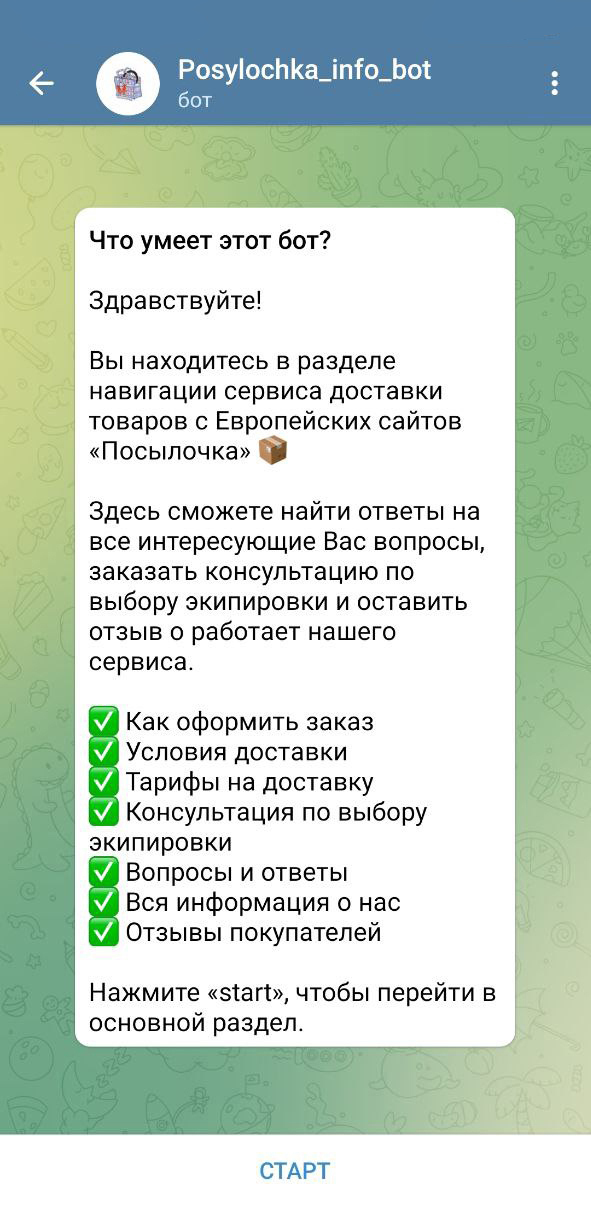 Posylochka_info_bot
бот
Что умеет этот бот?
Здравствуйте!
Вы находитесь в разделе
навигации сервиса доставки
товаров с Европейских сайтов
«Посылочка» 📦
Здесь сможете найти ответы на
все интересующие Вас вопросы,
заказать консультацию по
выбору экипировки и оставить
отзыв о работает нашего
сервиса.
✅ Как оформить заказ
✅ Условия доставки
✅ Тарифы на доставку
✅ Консультация по выбору
экипировки
✅ Вопросы и ответы
✅ Вся информация о нас
✅ Отзывы покупателей
Нажмите «start», чтобы перейти в
основной раздел.
СТАРТ